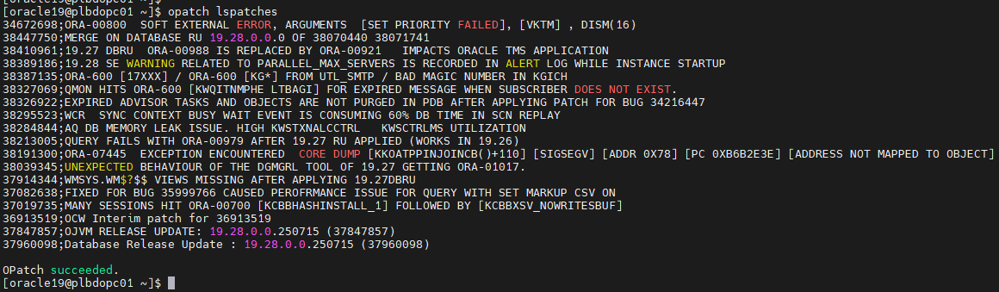 [oracle19@plbdopc01 ~]$
[oracle19@plbdopc01 ~]$ opatch lspatches
34672698;ORA-00800  SOFT EXTERNAL ERROR, ARGUMENTS  [SET PRIORITY FAILED], [VKTM] , DISM(16)
38447750;MERGE ON DATABASE RU 19.28.0.0.0 OF 38070440 38071741
38410961;19.27 DBRU  ORA-00988 IS REPLACED BY ORA-00921   IMPACTS ORACLE TMS APPLICATION
38389186;19.28 SE WARNING RELATED TO PARALLEL_MAX_SERVERS IS RECORDED IN ALERT LOG WHILE INSTANCE STARTUP
38387135;ORA-600 [17XXX] / ORA-600 [KG*] FROM UTL_SMTP / BAD MAGIC NUMBER IN KGICH
38327069;QMON HITS ORA-600 [KWQITNMPHE LTBAGI] FOR EXPIRED MESSAGE WHEN SUBSCRIBER DOES NOT EXIST.
38326922;EXPIRED ADVISOR TASKS AND OBJECTS ARE NOT PURGED IN PDB AFTER APPLYING PATCH FOR BUG 34216447
38295523;WCR  SYNC CONTEXT BUSY WAIT EVENT IS CONSUMING 60% DB TIME IN SCN REPLAY
38284844;AQ DB MEMORY LEAK ISSUE. HIGH KWSTXNALCCTRL   KWSCTRLMS UTILIZATION
38213005;QUERY FAILS WITH ORA-00979 AFTER 19.27 RU APPLIED (WORKS IN 19.26)
38191300;ORA-07445  EXCEPTION ENCOUNTERED  CORE DUMP [KKOATPPINJOINCB()+110] [SIGSEGV] [ADDR 0X78] [PC 0XB6B2E3E] [ADDRESS NOT MAPPED TO OBJECT]
38039345;UNEXPECTED BEHAVIOUR OF THE DGMGRL TOOL OF 19.27 GETTING ORA-01017.
37914344;WMSYS.WM$?$$ VIEWS MISSING AFTER APPLYING 19.27DBRU
37082638;FIXED FOR BUG 35999766 CAUSED PEROFRMANCE ISSUE FOR QUERY WITH SET MARKUP CSV ON
37019735;MANY SESSIONS HIT ORA-00700 [KCBBHASHINSTALL_1] FOLLOWED BY [KCBBXSV_NOWRITESBUF]
36913519;OCW Interim patch for 36913519
37847857;OJVM RELEASE UPDATE: 19.28.0.0.250715 (37847857)
37960098;Database Release Update : 19.28.0.0.250715 (37960098)
OPatch succeeded.
[oracle19@plbdopc01 ~]$